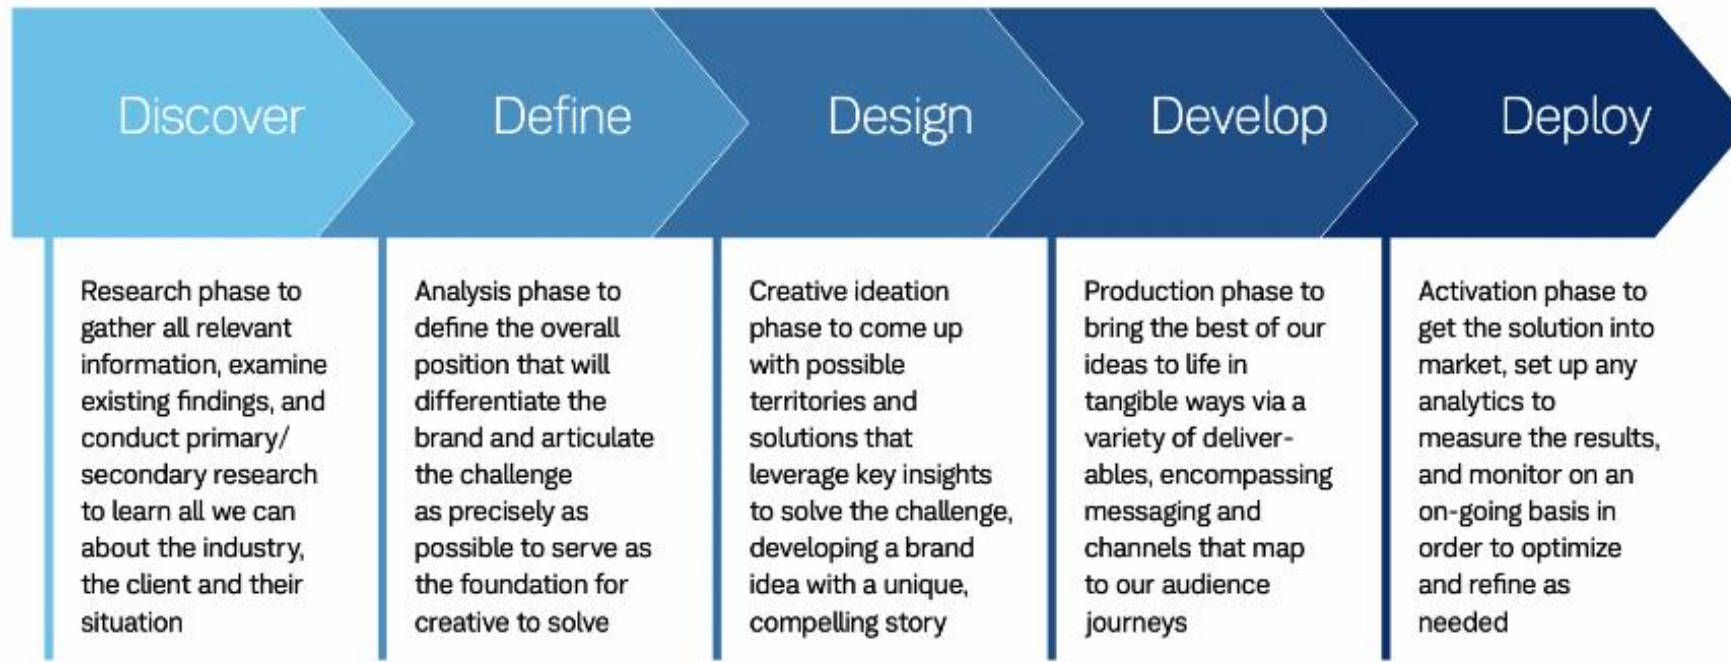 Discover
Define
Design
Develop
Deploy
Research phase to
gather all relevant
information, examine
existing findings, and
conduct primary/
secondary research
to learn all we can
about the industry,
the client and their
situation
Analysis phase to
define the overall
position that will
differentiate the
brand and articulate
the challenge
as precisely as
possible to serve as
the foundation for
creative to solve
Creative ideation
phase to come up
with possible
territories and
solutions that
leverage key insights
to solve the challenge,
developing a brand
idea with a unique,
compelling story
Production phase to
bring the best of our
ideas to life in
tangible ways via a
variety of deliver-
ables, encompassing
messaging and
channels that map
to our audience
journeys
Activation phase to
get the solution into
market, set up any
analytics to
measure the results,
and monitor on an
on-going basis in
order to optimize
and refine as
needed